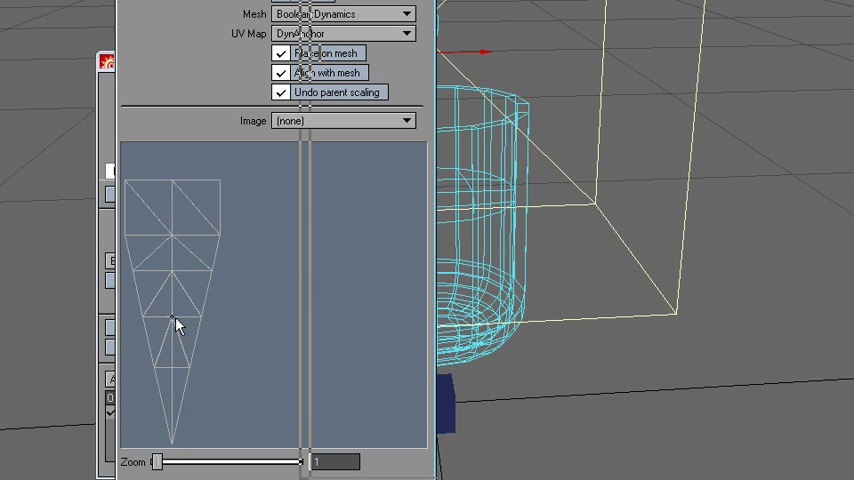 Mesh Boolean Dynamics
UV Map DynAnchor
Place on mesh
Align with mesh
Undo parent scaling
Image (none)
Zoom 1